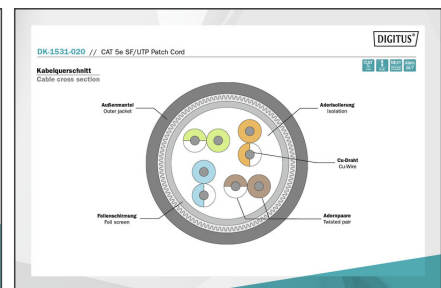 DIGITUS®
DK-1531-020 // CAT 5e SF/UTP Patch Cord
Kabelquerschnitt
Cable cross section
Außenmantel
Outer jacket
Aderisolierung
Isolation
Cu-Draht
Cu-Wire
Folienschirmung
Foil screen
Adernpaare
Twisted pair